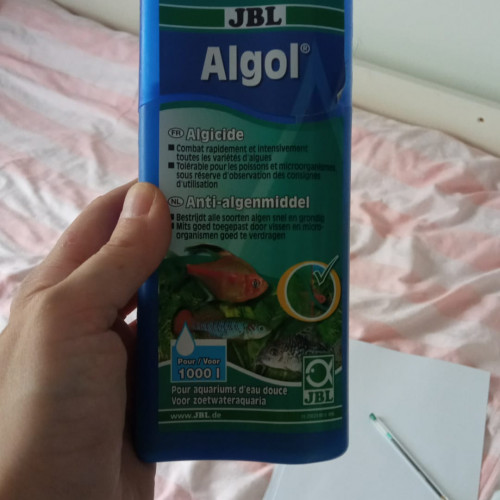 JBL
Algol®
FR Algicide
Combat rapidement et intensivement
toutes les variétés d'algues
Tolérable pour les poissons et microorganismes
sous réserve d'observation des consignes
d'utilisation
NL Anti-algenmiddel
Bestrijdt alle soorten algen snel en grondig
Mits goed toegepast door vissen en micro-
organismen goed te verdragen
Pour / Voor
1000 l
Pour aquariums d'eau douce
Voor zoetwateraquaria
www.JBL.de
JBL